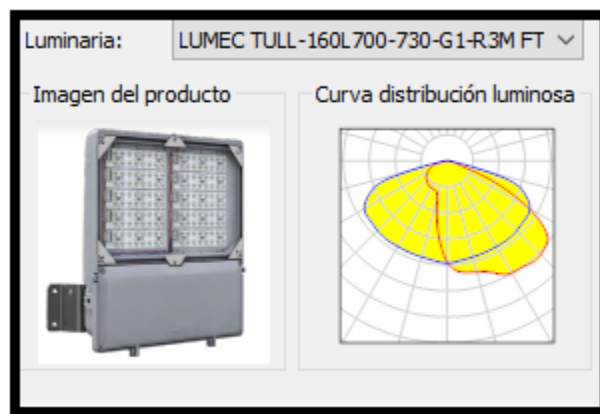 Luminaria: LUMEC TULL-160L700-730-G1-R3M FT
Imagen del producto Curva distribución luminosa